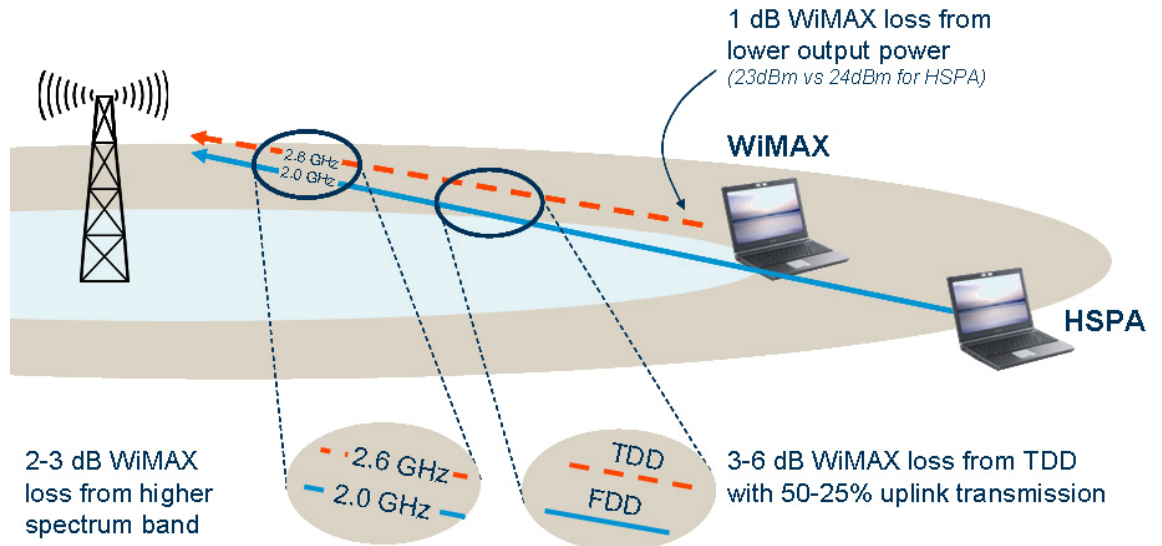 1 dB WiMAX loss from
lower output power
(23dBm vs 24dBm for HSPA)
WiMAX
2.6 GHz
2.0 GHz
HSPA
2-3 dB WiMAX
loss from higher
spectrum band
2.6 GHz
2.0 GHz
TDD
FDD
3-6 dB WiMAX loss from TDD
with 50-25% uplink transmission